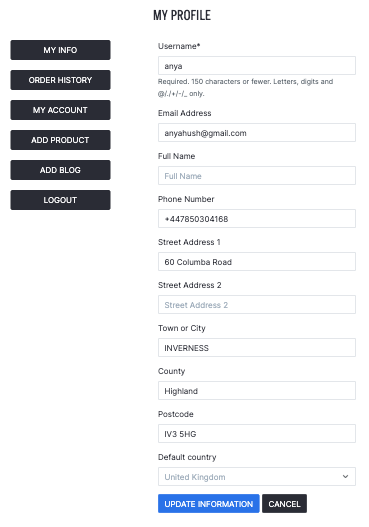 MY PROFILE
MY INFO
ORDER HISTORY
MY ACCOUNT
ADD PRODUCT
ADD BLOG
LOGOUT
Username*
anya
Required. 150 characters or fewer. Letters, digits and
@/./+/-/_ only.
Email Address
anyahush@gmail.com
Full Name
Full Name
Phone Number
+447850304168
Street Address 1
60 Columba Road
Street Address 2
Street Address 2
Town or City
INVERNESS
County
Highland
Postcode
IV3 5HG
Default country
United Kingdom
UPDATE INFORMATION CANCEL